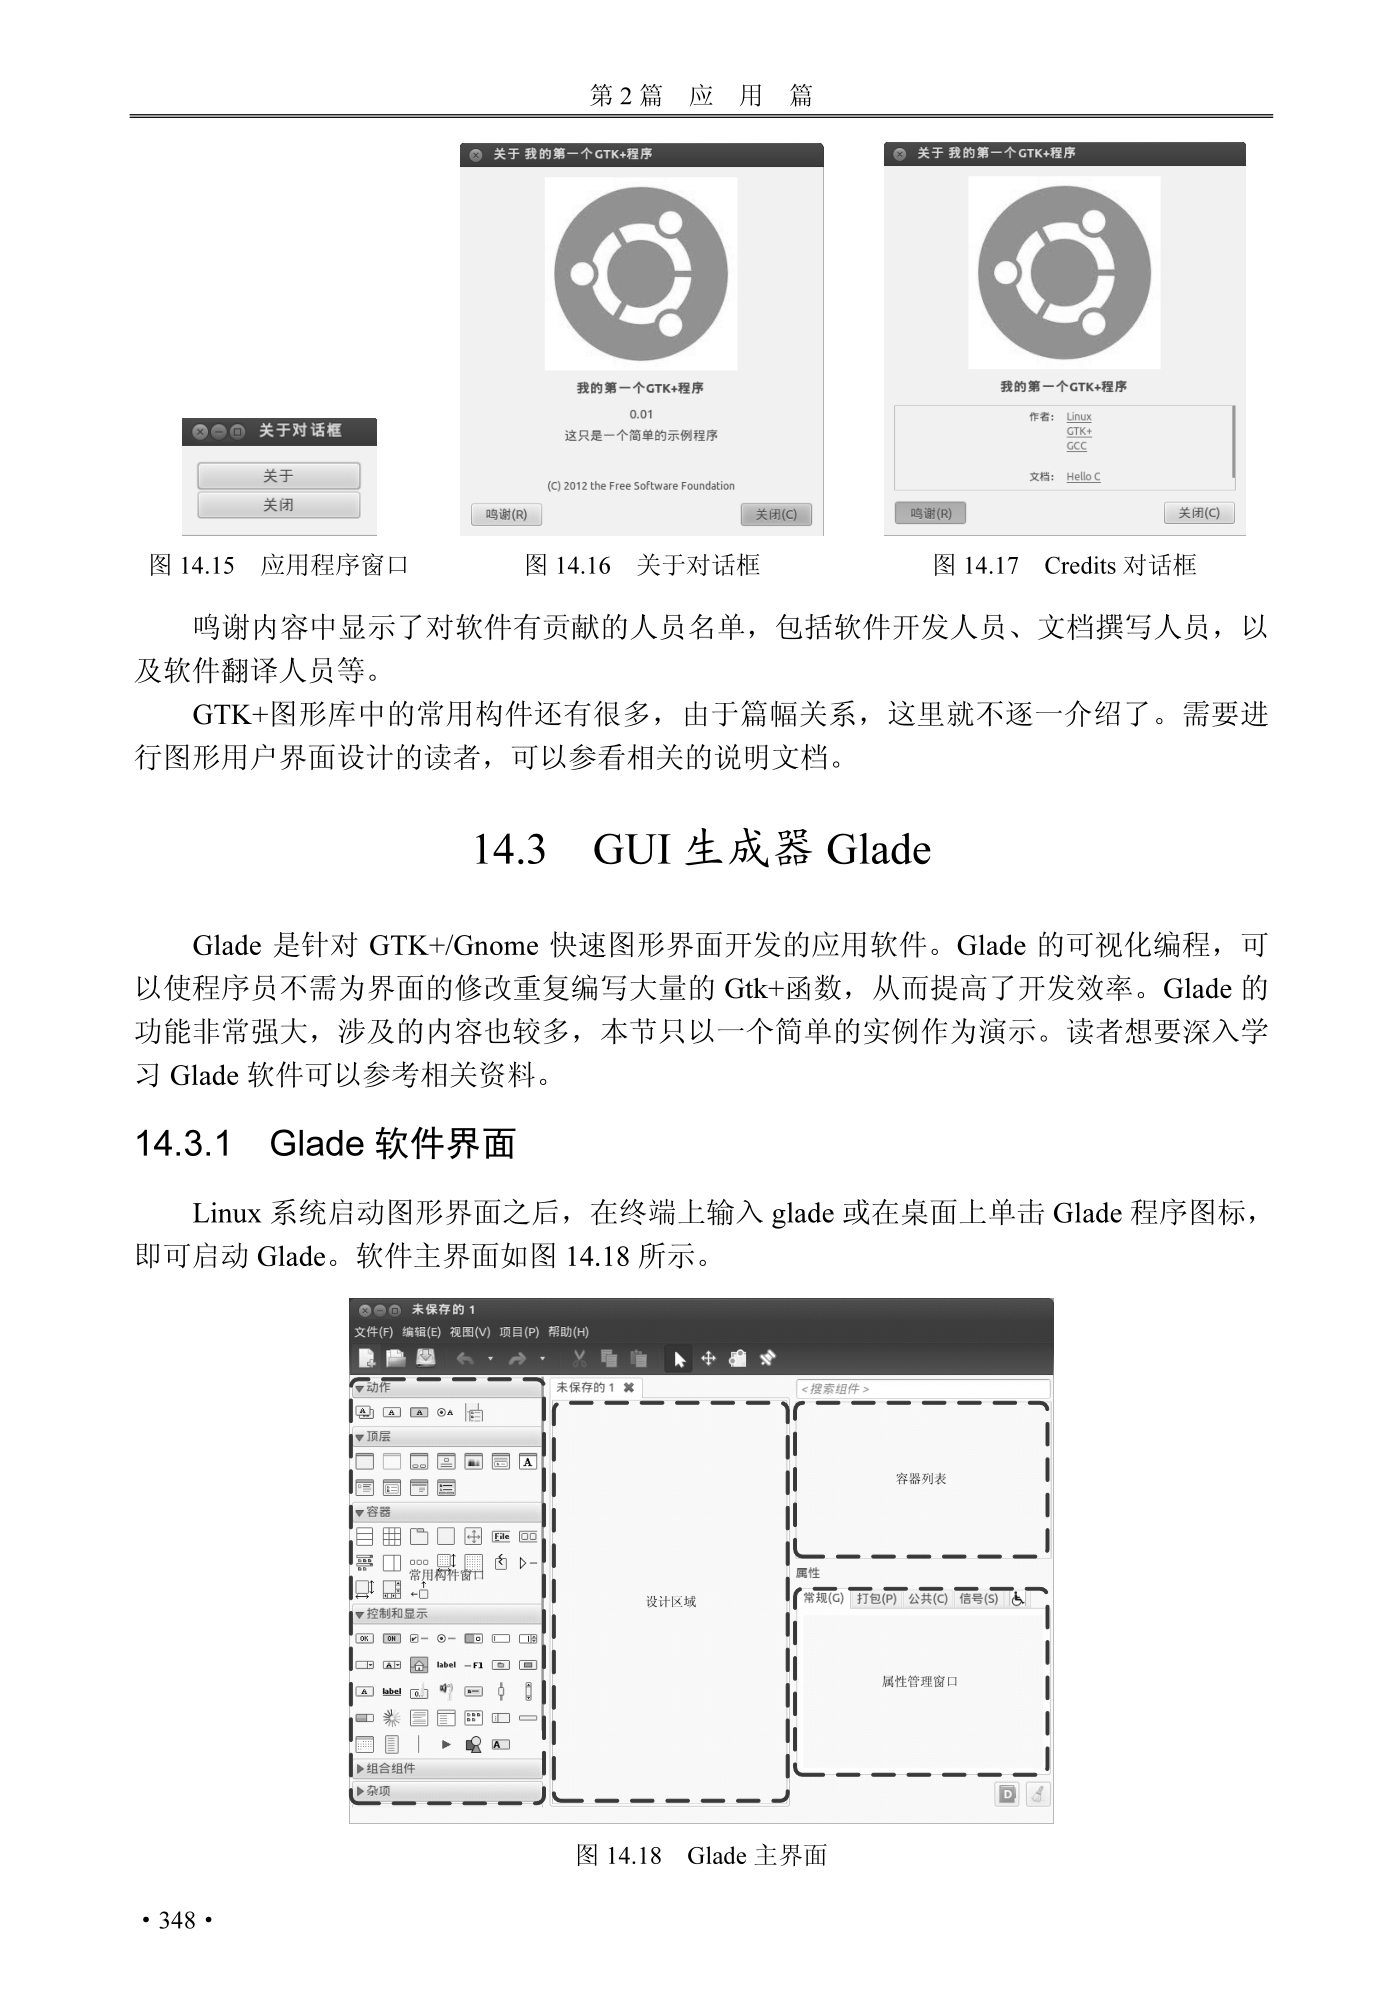 第 2 篇　应　用　篇
关于对话框
关于
关闭
关于 我的第一个GTK+程序
我的第一个GTK+程序
0.01
这只是一个简单的示例程序
(C) 2012 the Free Software Foundation
鸣谢(R)
关闭(C)
关于 我的第一个GTK+程序
我的第一个GTK+程序
作者: Linux
GTK+
GCC
文档: Hello C
鸣谢(R)
关闭(C)
图 14.15　应用程序窗口
图 14.16　关于对话框
图 14.17　Credits 对话框
鸣谢内容中显示了对软件有贡献的人员名单，包括软件开发人员、文档撰写人员，以
及软件翻译人员等。
GTK+图形库中的常用构件还有很多，由于篇幅关系，这里就不逐一介绍了。需要进
行图形用户界面设计的读者，可以参看相关的说明文档。
14.3　GUI 生成器 Glade
Glade 是针对 GTK+/Gnome 快速图形界面开发的应用软件。Glade 的可视化编程，可
以使程序员不需为界面的修改重复编写大量的 Gtk+函数，从而提高了开发效率。Glade 的
功能非常强大，涉及的内容也较多，本节只以一个简单的实例作为演示。读者想要深入学
习 Glade 软件可以参考相关资料。
14.3.1　Glade 软件界面
Linux 系统启动图形界面之后，在终端上输入 glade 或在桌面上单击 Glade 程序图标，
即可启动 Glade。软件主界面如图 14.18 所示。
未保存的 1
文件(F) 编辑(E) 视图(V) 项目(P) 帮助(H)
动作
顶层
容器
File
常用构件窗口
控制和显示
OK ON
label
label
组合组件
杂项
未保存的 1
设计区域
<搜索组件>
容器列表
属性
常规(G) 打包(P) 公共(C) 信号(S)
属性管理窗口
图 14.18　Glade 主界面
·348·